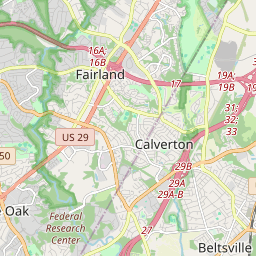 16A;
16B
Fairland
17
19A;
19B
31;
32;
33
US 29
Calverton
50
29B
29A
29A-B
Oak
Federal
Research
Center
27
Beltsville